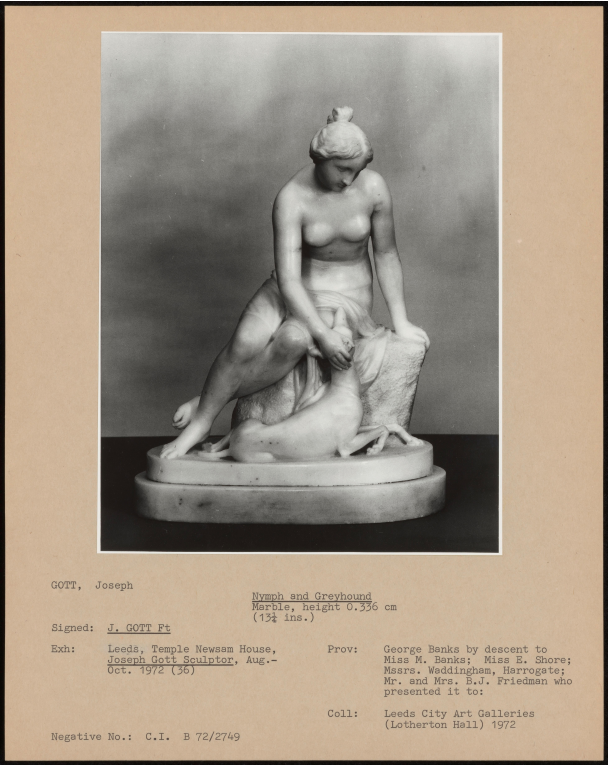 GOTT, Joseph
Nymph and Greyhound
Marble, height 0.336 cm
(13¼ ins.)
Signed: J. GOTT Ft
Exh: Leeds, Temple Newsam House,
Joseph Gott Sculptor, Aug.-
Oct. 1972 (36)
Prov: George Banks by descent to
Miss M. Banks; Miss E. Shore;
Mssrs. Waddingham, Harrogate;
Mr. and Mrs. B.J. Friedman who
presented it to:
Coll: Leeds City Art Galleries
(Lotherton Hall) 1972
Negative No.: C.I. B 72/2749